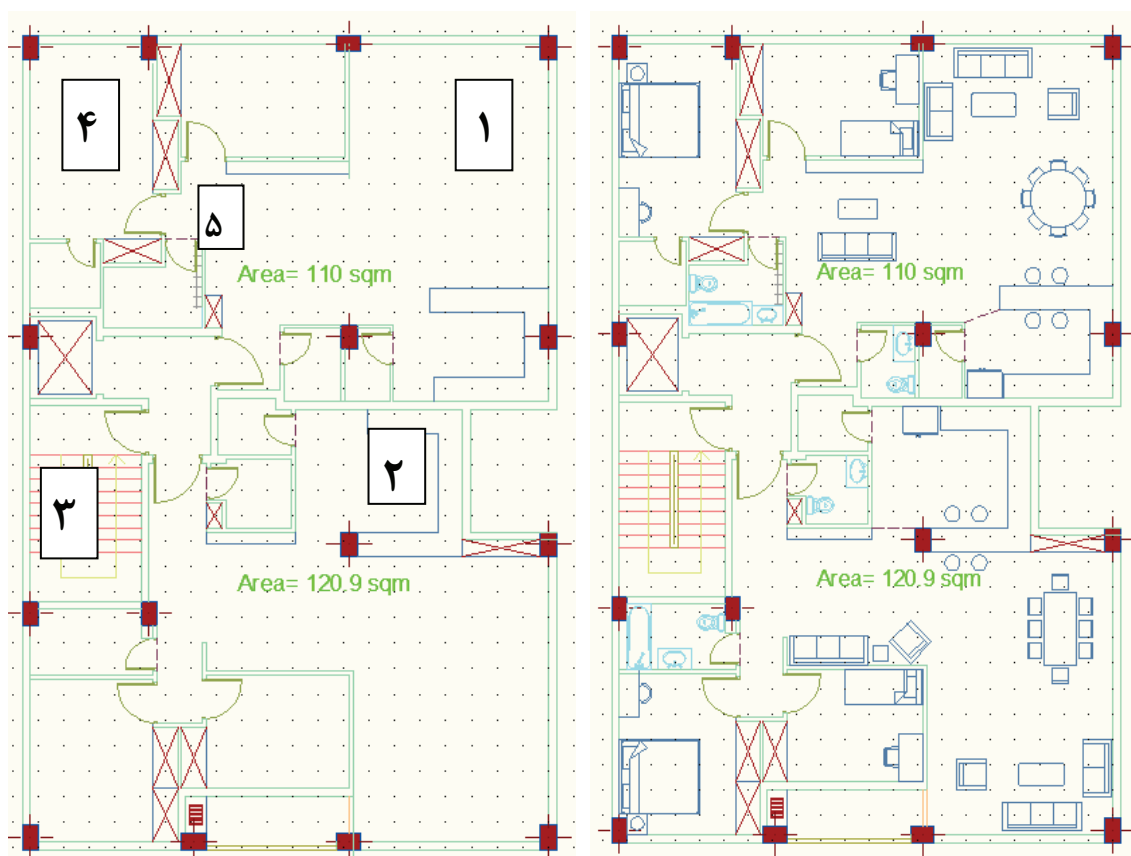 ۴
۱
۵
Area= 110 sqm
۲
۳
Area= 120.9 sqm
Area= 110 sqm
Area= 120.9 sqm